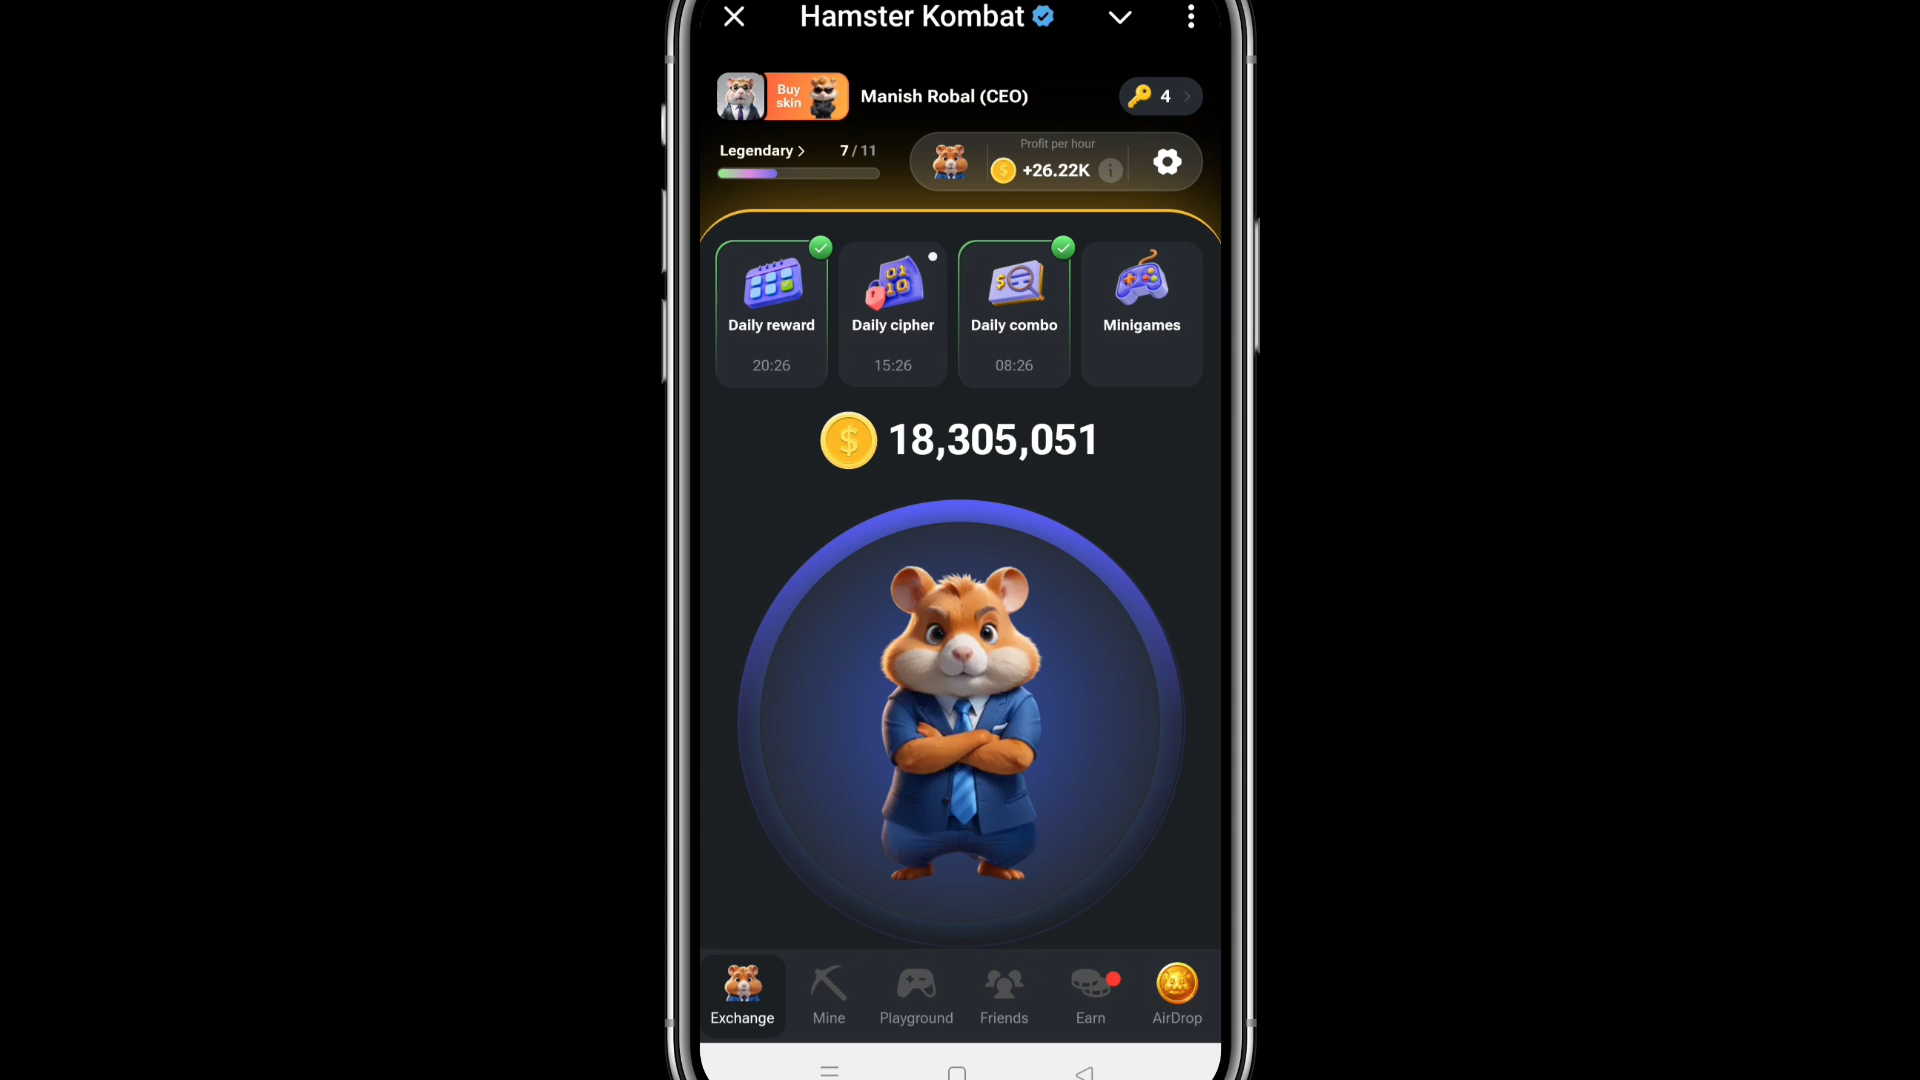 Hamster Kombat
Buy
skin
Manish Robal (CEO)
4
Legendary
7 / 11
Profit per hour
+26.22K
Daily reward
20:26
Daily cipher
15:26
Daily combo
08:26
Minigames
18,305,051
Exchange
Mine
Playground
Friends
Earn
AirDrop